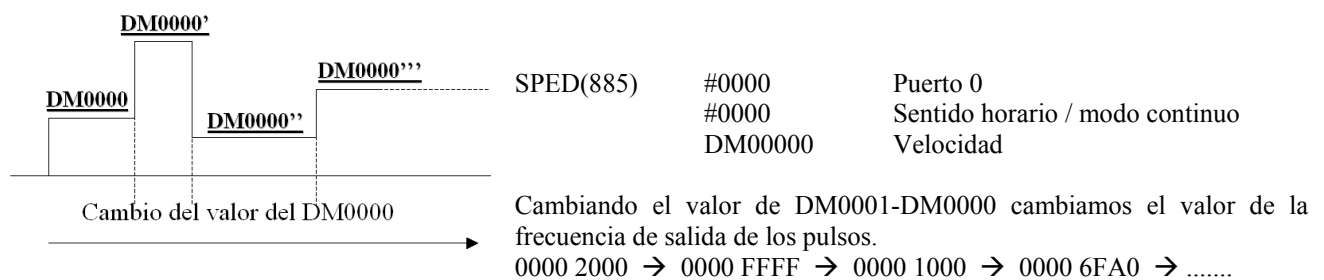 DM0000'
DM0000'''
DM0000
DM0000''
Cambio del valor del DM0000
SPED(885) #0000 Puerto 0
#0000 Sentido horario / modo continuo
DM00000 Velocidad
Cambiando el valor de DM0001-DM0000 cambiamos el valor de la
frecuencia de salida de los pulsos.
0000 2000 → 0000 FFFF → 0000 1000 → 0000 6FA0 → .......